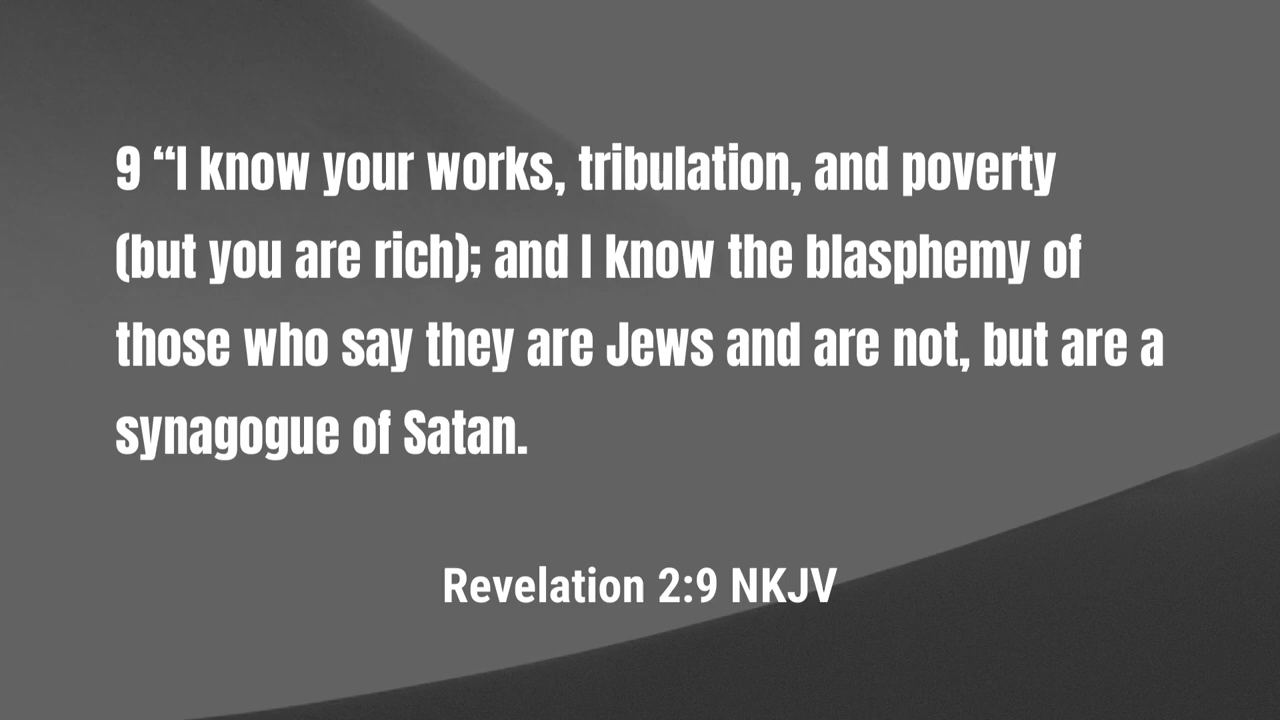 9 “I know your works, tribulation, and poverty
(but you are rich); and I know the blasphemy of
those who say they are Jews and are not, but are a
synagogue of Satan.
Revelation 2:9 NKJV